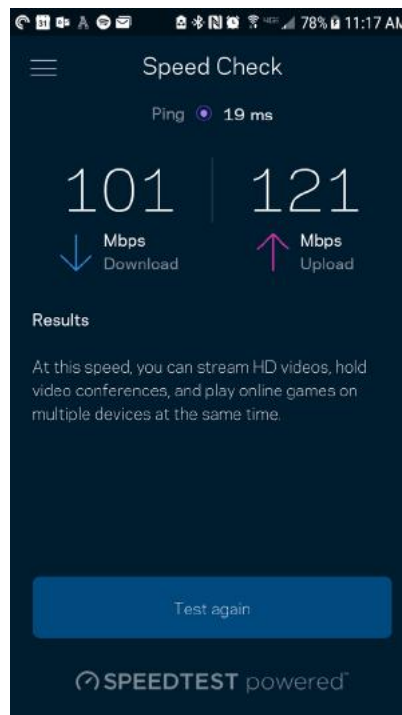 78% 11:17 AM
Speed Check
Ping 19 ms
101 121
Mbps Mbps
Download Upload
Results
At this speed, you can stream HD videos, hold
video conferences, and play online games on
multiple devices at the same time.
Test again
SPEEDTEST powered™